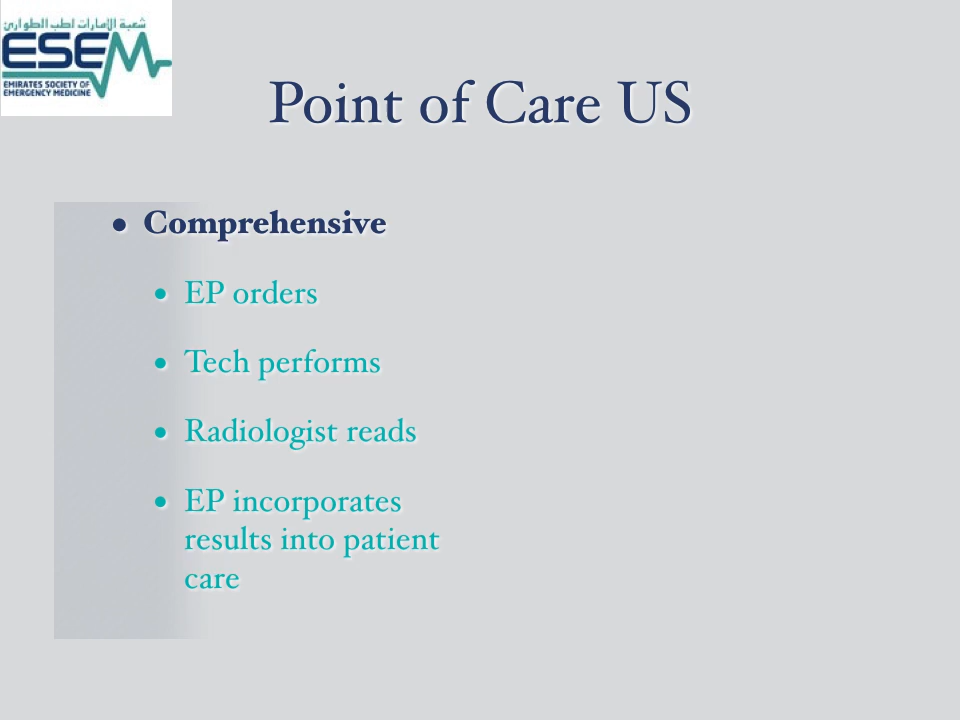 شعبة الإمارات لطب الطوارئ
ESEM
EMIRATES SOCIETY OF
EMERGENCY MEDICINE
Point of Care US
• Comprehensive
• EP orders
• Tech performs
• Radiologist reads
• EP incorporates
results into patient
care